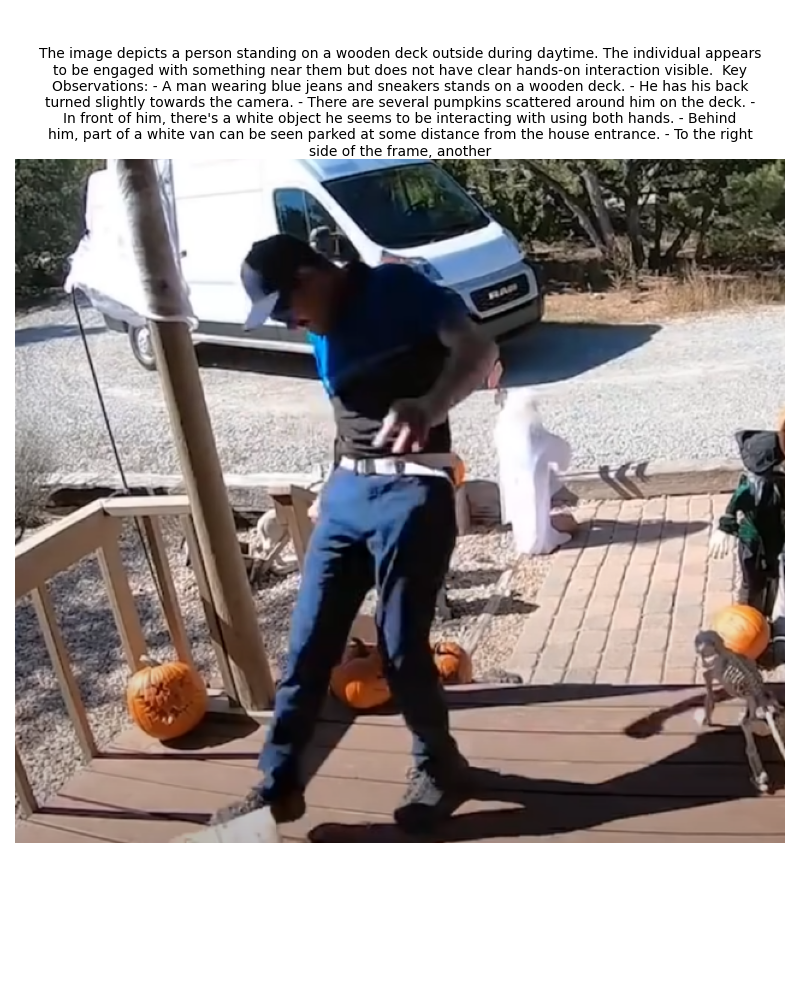 The image depicts a person standing on a wooden deck outside during daytime. The individual appears
to be engaged with something near them but does not have clear hands-on interaction visible.  Key
Observations: - A man wearing blue jeans and sneakers stands on a wooden deck. - He has his back
turned slightly towards the camera. - There are several pumpkins scattered around him on the deck. -
In front of him, there's a white object he seems to be interacting with using both hands. - Behind
him, part of a white van can be seen parked at some distance from the house entrance. - To the right
side of the frame, another
RAM